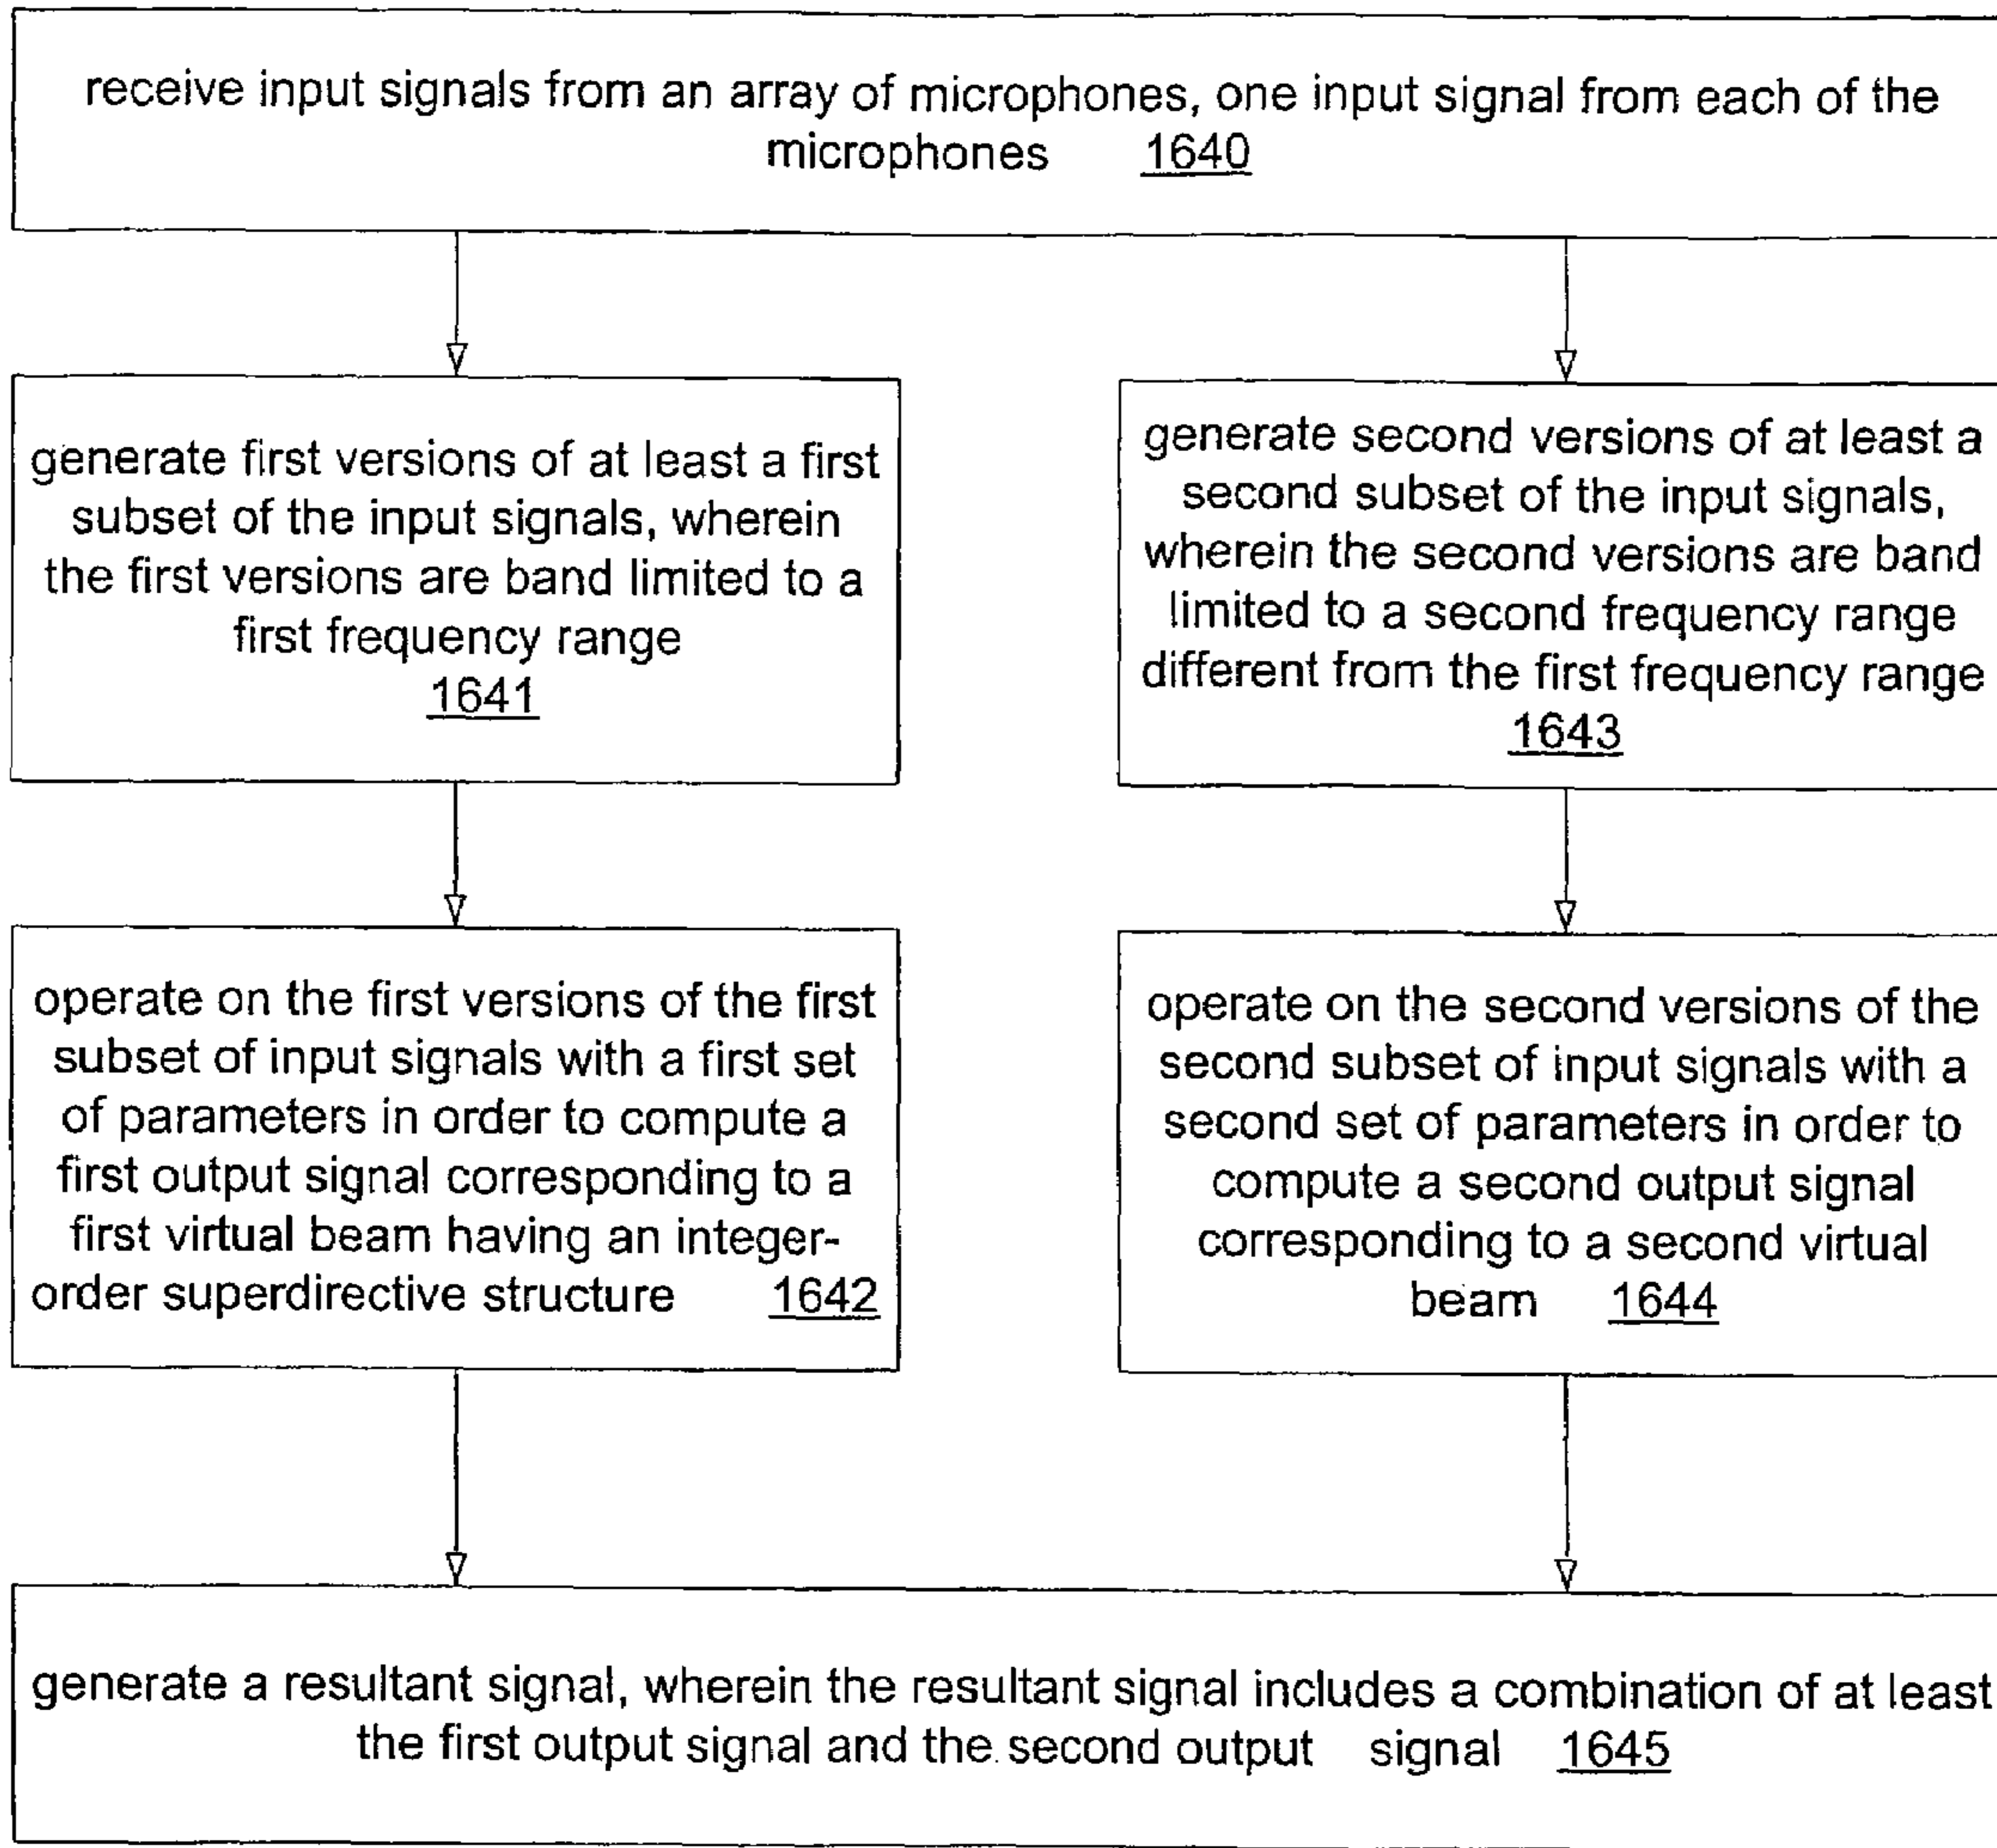 receive input signals from an array of microphones, one input signal from each of the
microphones 1640
generate first versions of at least a first
subset of the input signals, wherein
the first versions are band limited to a
first frequency range
1641
generate second versions of at least a
second subset of the input signals,
wherein the second versions are band
limited to a second frequency range
different from the first frequency range
1643
operate on the first versions of the first
subset of input signals with a first set
of parameters in order to compute a
first output signal corresponding to a
first virtual beam having an integer-
order superdirective structure 1642
operate on the second versions of the
second subset of input signals with a
second set of parameters in order to
compute a second output signal
corresponding to a second virtual
beam 1644
generate a resultant signal, wherein the resultant signal includes a combination of at least
the first output signal and the second output signal 1645